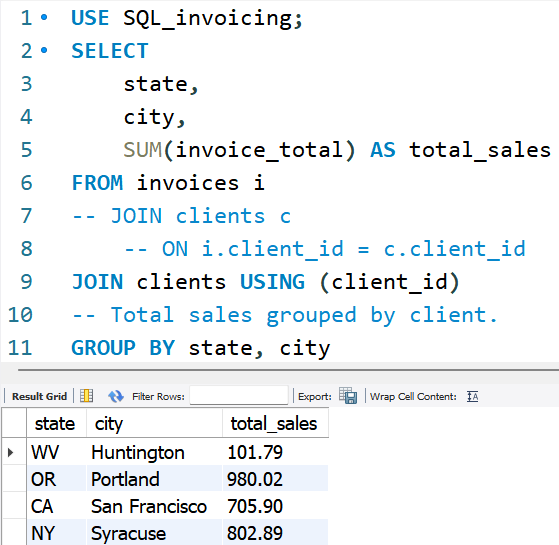 1 USE SQL_invoicing;
2 SELECT
3 state,
4 city,
5 SUM(invoice_total) AS total_sales
6 FROM invoices i
7 -- JOIN clients c
8 -- ON i.client_id = c.client_id
9 JOIN clients USING (client_id)
10 -- Total sales grouped by client.
11 GROUP BY state, city
Result Grid Filter Rows: Export: Wrap Cell Content: IA
state city total_sales
WV Huntington 101.79
OR Portland 980.02
CA San Francisco 705.90
NY Syracuse 802.89